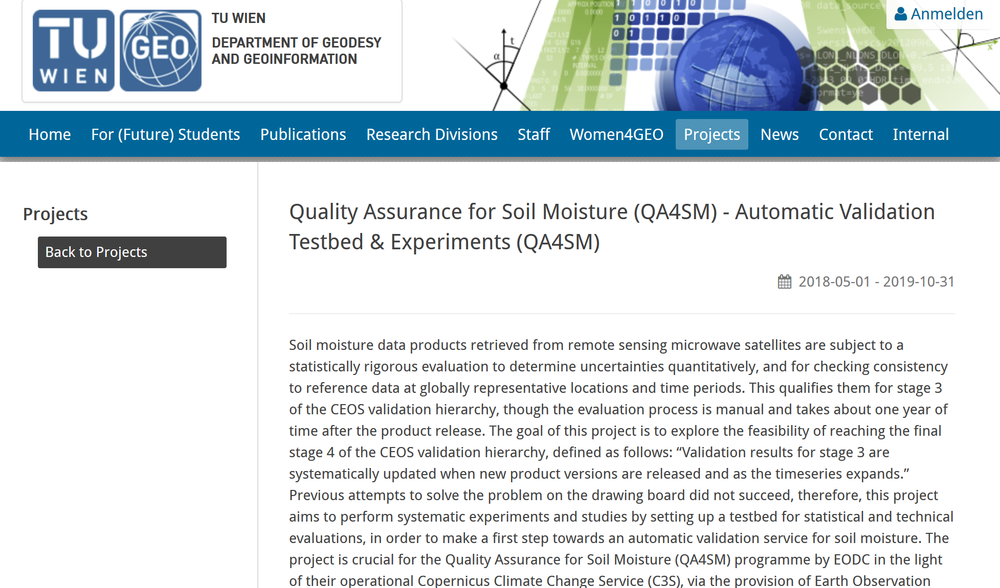 TU WIEN
GEO
TU WIEN
DEPARTMENT OF GEODESY
AND GEOINFORMATION
Anmelden
Home For (Future) Students Publications Research Divisions Staff Women4GEO Projects News Contact Internal
Projects
Back to Projects
Quality Assurance for Soil Moisture (QA4SM) - Automatic Validation
Testbed & Experiments (QA4SM)
2018-05-01 - 2019-10-31
Soil moisture data products retrieved from remote sensing microwave satellites are subject to a
statistically rigorous evaluation to determine uncertainties quantitatively, and for checking consistency
to reference data at globally representative locations and time periods. This qualifies them for stage 3
of the CEOS validation hierarchy, though the evaluation process is manual and takes about one year of
time after the product release. The goal of this project is to explore the feasibility of reaching the final
stage 4 of the CEOS validation hierarchy, defined as follows: “Validation results for stage 3 are
systematically updated when new product versions are released and as the timeseries expands.”
Previous attempts to solve the problem on the drawing board did not succeed, therefore, this project
aims to perform systematic experiments and studies by setting up a testbed for statistical and technical
evaluations, in order to make a first step towards an automatic validation service for soil moisture. The
project is crucial for the Quality Assurance for Soil Moisture (QA4SM) programme by EODC in the light
of their operational Copernicus Climate Change Service (C3S), via the provision of Earth Observation